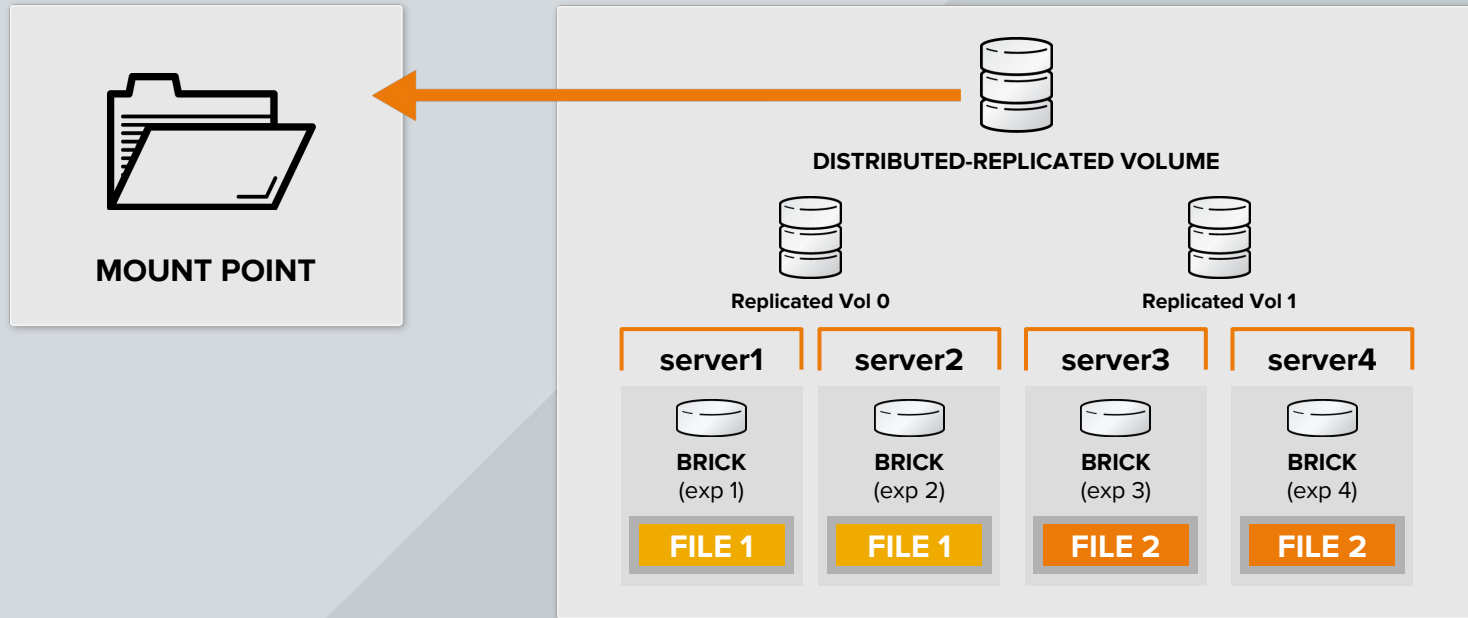 MOUNT POINT
DISTRIBUTED-REPLICATED VOLUME
Replicated Vol 0
Replicated Vol 1
server1
server2
server3
server4
BRICK
(exp 1)
BRICK
(exp 2)
BRICK
(exp 3)
BRICK
(exp 4)
FILE 1
FILE 1
FILE 2
FILE 2